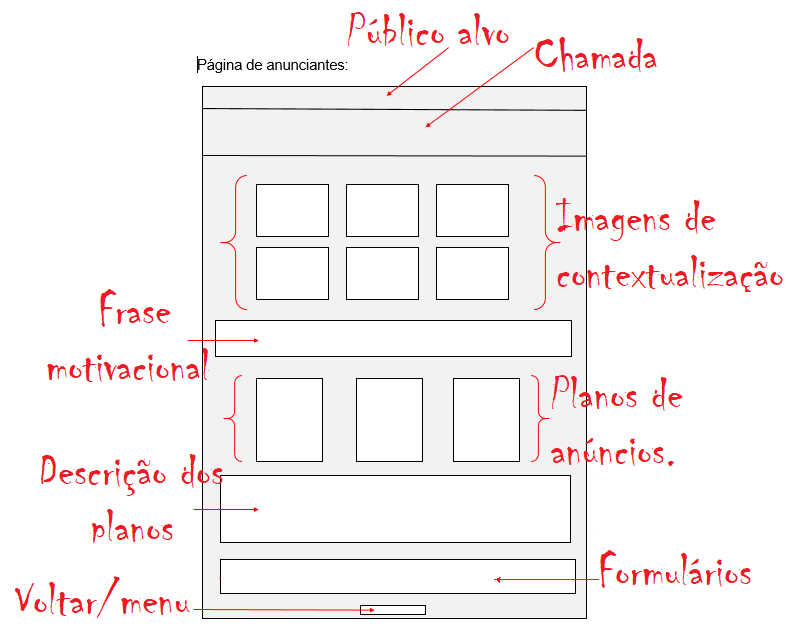 Público alvo
Chamada
Página de anunciantes:
Imagens de
contextualização
Frase
motivacional
Planos de
anúncios.
Descrição dos
planos
Formulários
Voltar/menu